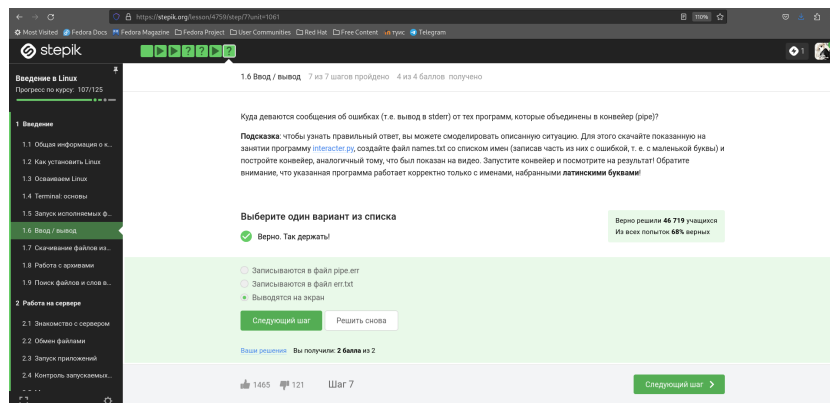 https://stepik.org/lesson/4759/step/7?unit=1061
110%
Most Visited Fedora Docs Fedora Magazine Fedora Project User Communities Red Hat Free Content туис Telegram
stepik
1
Введение в Linux
Прогресс по курсу: 107/125
1 Введение
1.1 Общая информация о к...
1.2 Как установить Linux
1.3 Осваиваем Linux
1.4 Terminal: основы
1.5 Запуск исполняемых ф...
1.6 Ввод / вывод
1.7 Скачивание файлов из...
1.8 Работа с архивами
1.9 Поиск файлов и слов в...
2 Работа на сервере
2.1 Знакомство с сервером
2.2 Обмен файлами
2.3 Запуск приложений
2.4 Контроль запускаемых...
1.6 Ввод / вывод 7 из 7 шагов пройдено 4 из 4 баллов получено
Куда деваются сообщения об ошибках (т.е. вывод в stderr) от тех программ, которые объединены в конвейер (pipe)?
Подсказка: чтобы узнать правильный ответ, вы можете смоделировать описанную ситуацию. Для этого скачайте показанную на
занятии программу interacter.py, создайте файл names.txt со списком имен (записав часть из них с ошибкой, т. е. с маленькой буквы) и
постройте конвейер, аналогичный тому, что был показан на видео. Запустите конвейер и посмотрите на результат! Обратите
внимание, что указанная программа работает корректно только с именами, набранными латинскими буквами!
Выберите один вариант из списка
Верно решили 46 719 учащихся
Из всех попыток 68% верных
Верно. Так держать!
Записываются в файл pipe.err
Записываются в файл err.txt
Выводятся на экран
Следующий шаг Решить снова
Ваши решения Вы получили: 2 балла из 2
1465 121 Шаг 7 Следующий шаг